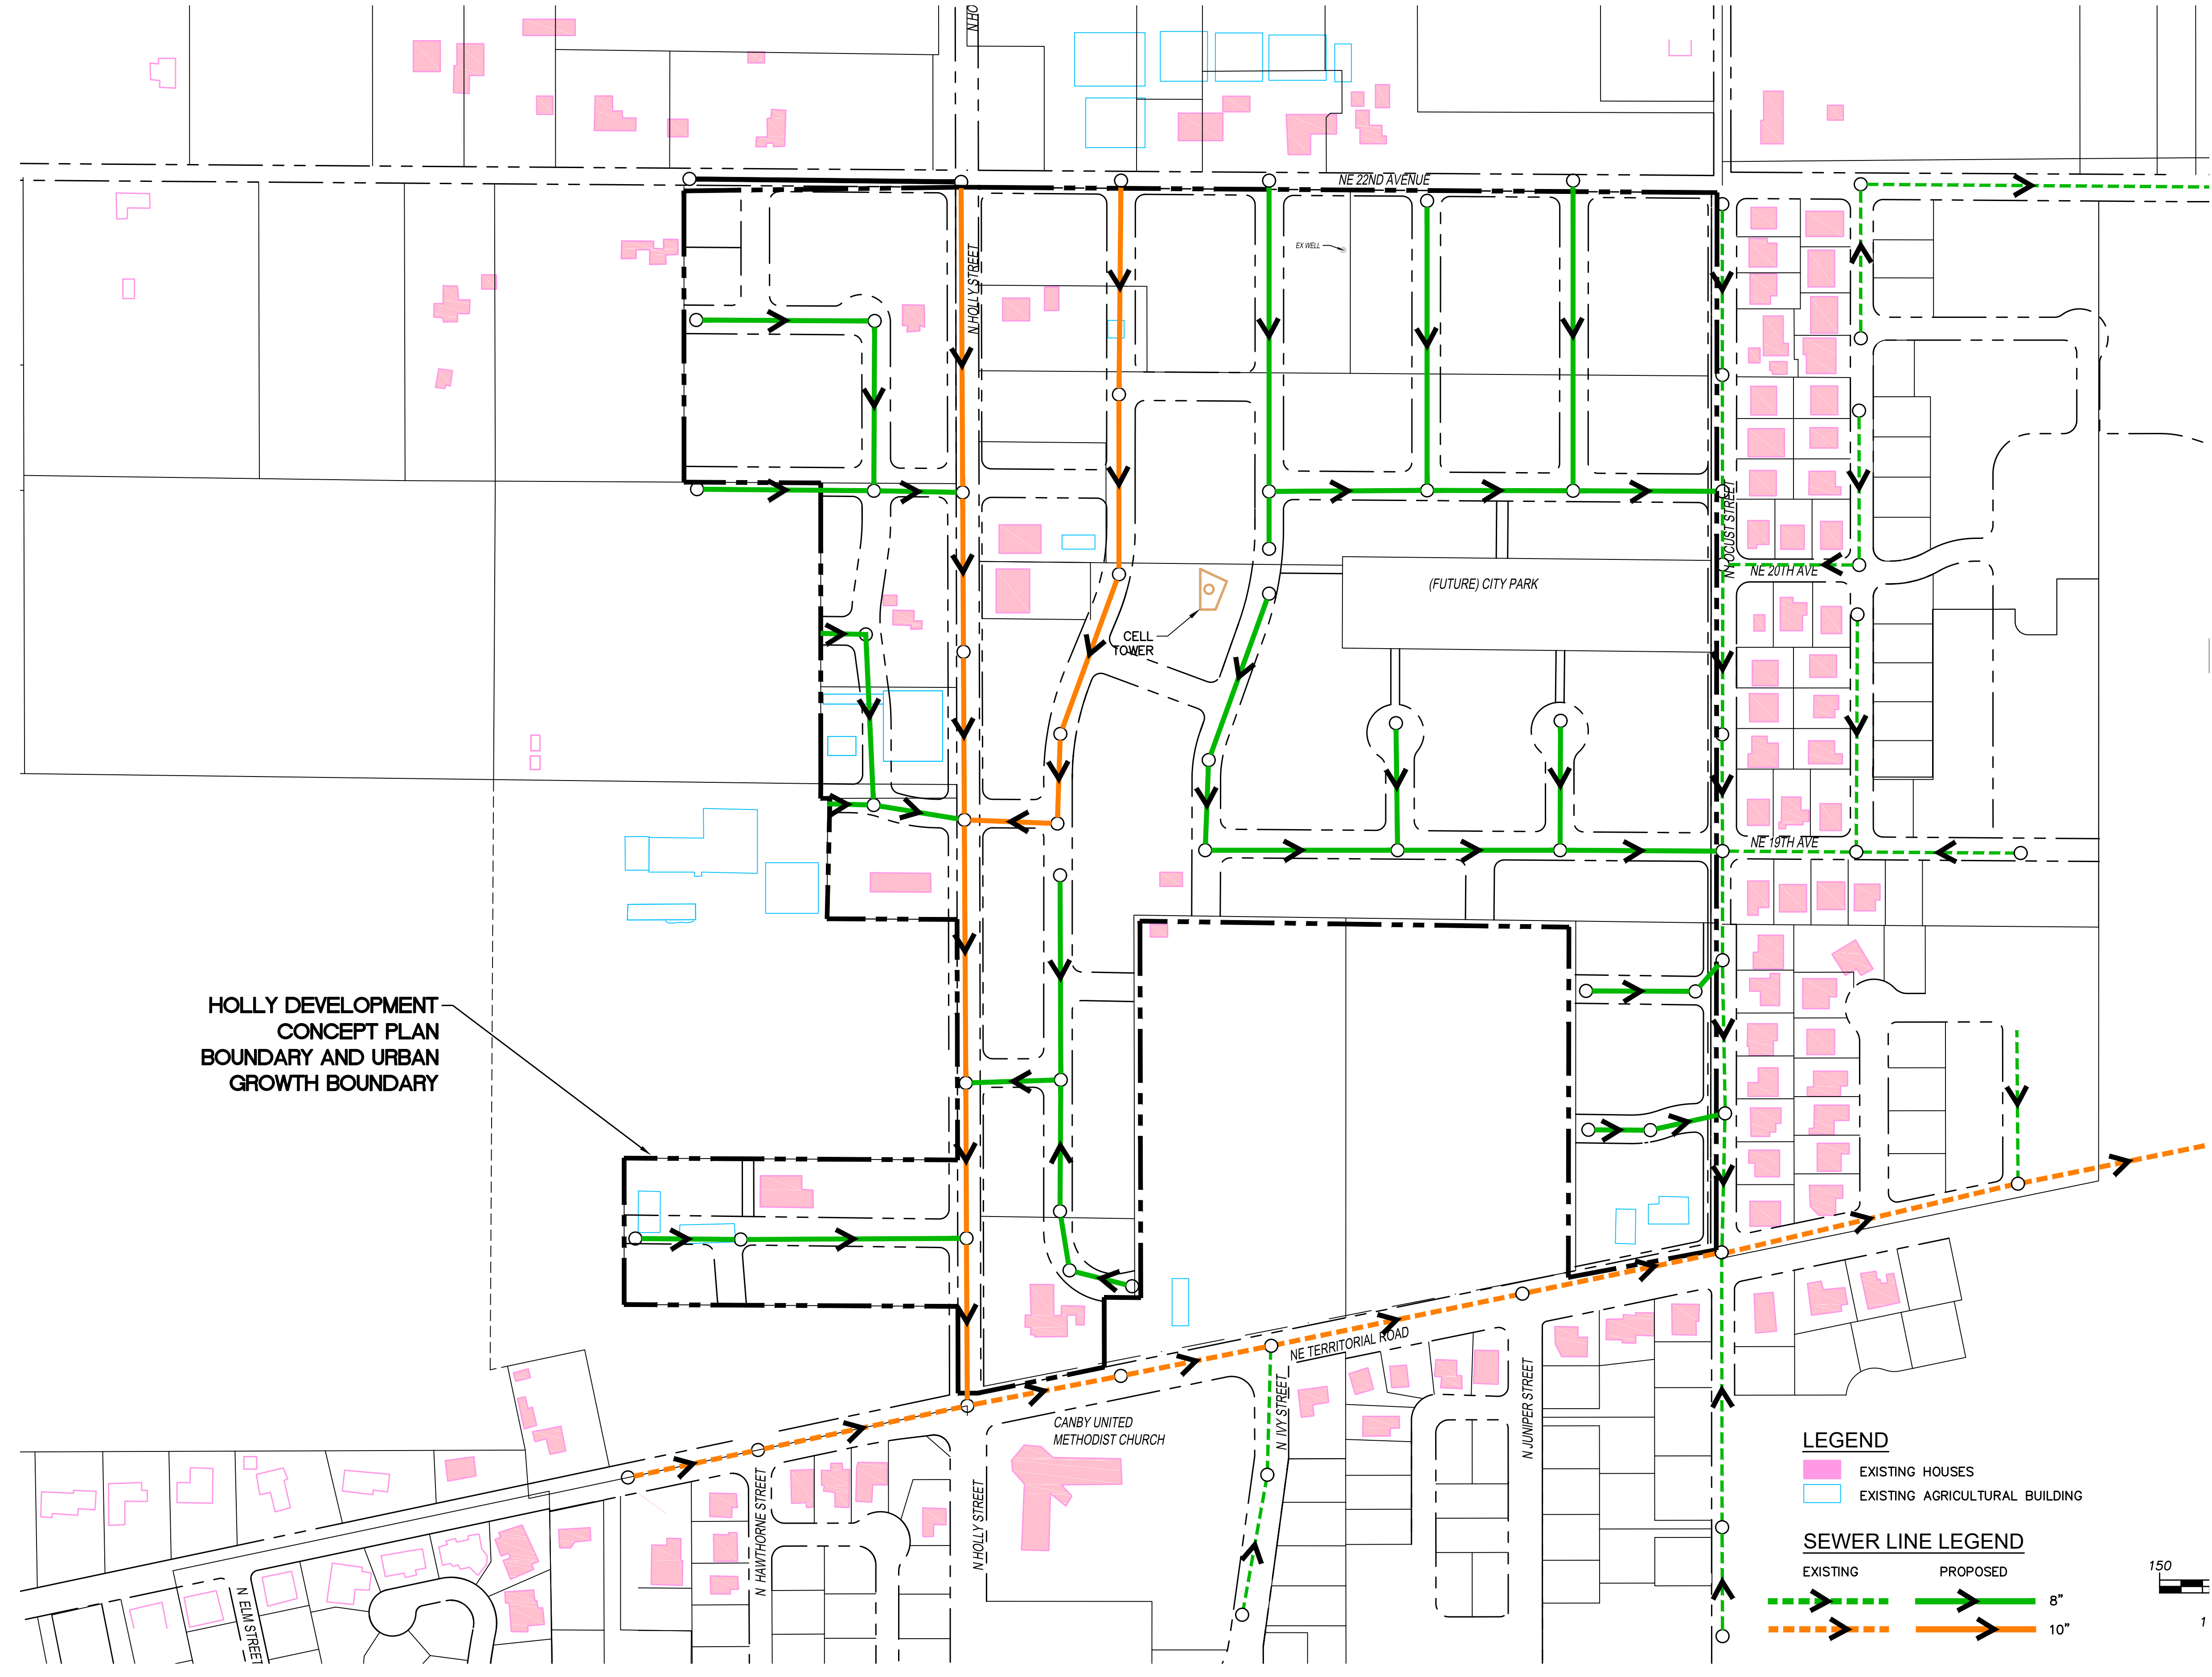 N HO
NE 22ND AVENUE
N HOLLY STREET
EX WELL
N LOCUST STREET
NE 20TH AVE
(FUTURE) CITY PARK
CELL
TOWER
NE 19TH AVE
HOLLY DEVELOPMENT
CONCEPT PLAN
BOUNDARY AND URBAN
GROWTH BOUNDARY
NE TERRITORIAL ROAD
CANBY UNITED
METHODIST CHURCH
N IVY STREET
N JUNIPER STREET
N HAWTHORNE STREET
N HOLLY STREET
N ELM STREET
LEGEND
EXISTING HOUSES
EXISTING AGRICULTURAL BUILDING
SEWER LINE LEGEND
EXISTING PROPOSED
8"
10"
150
1